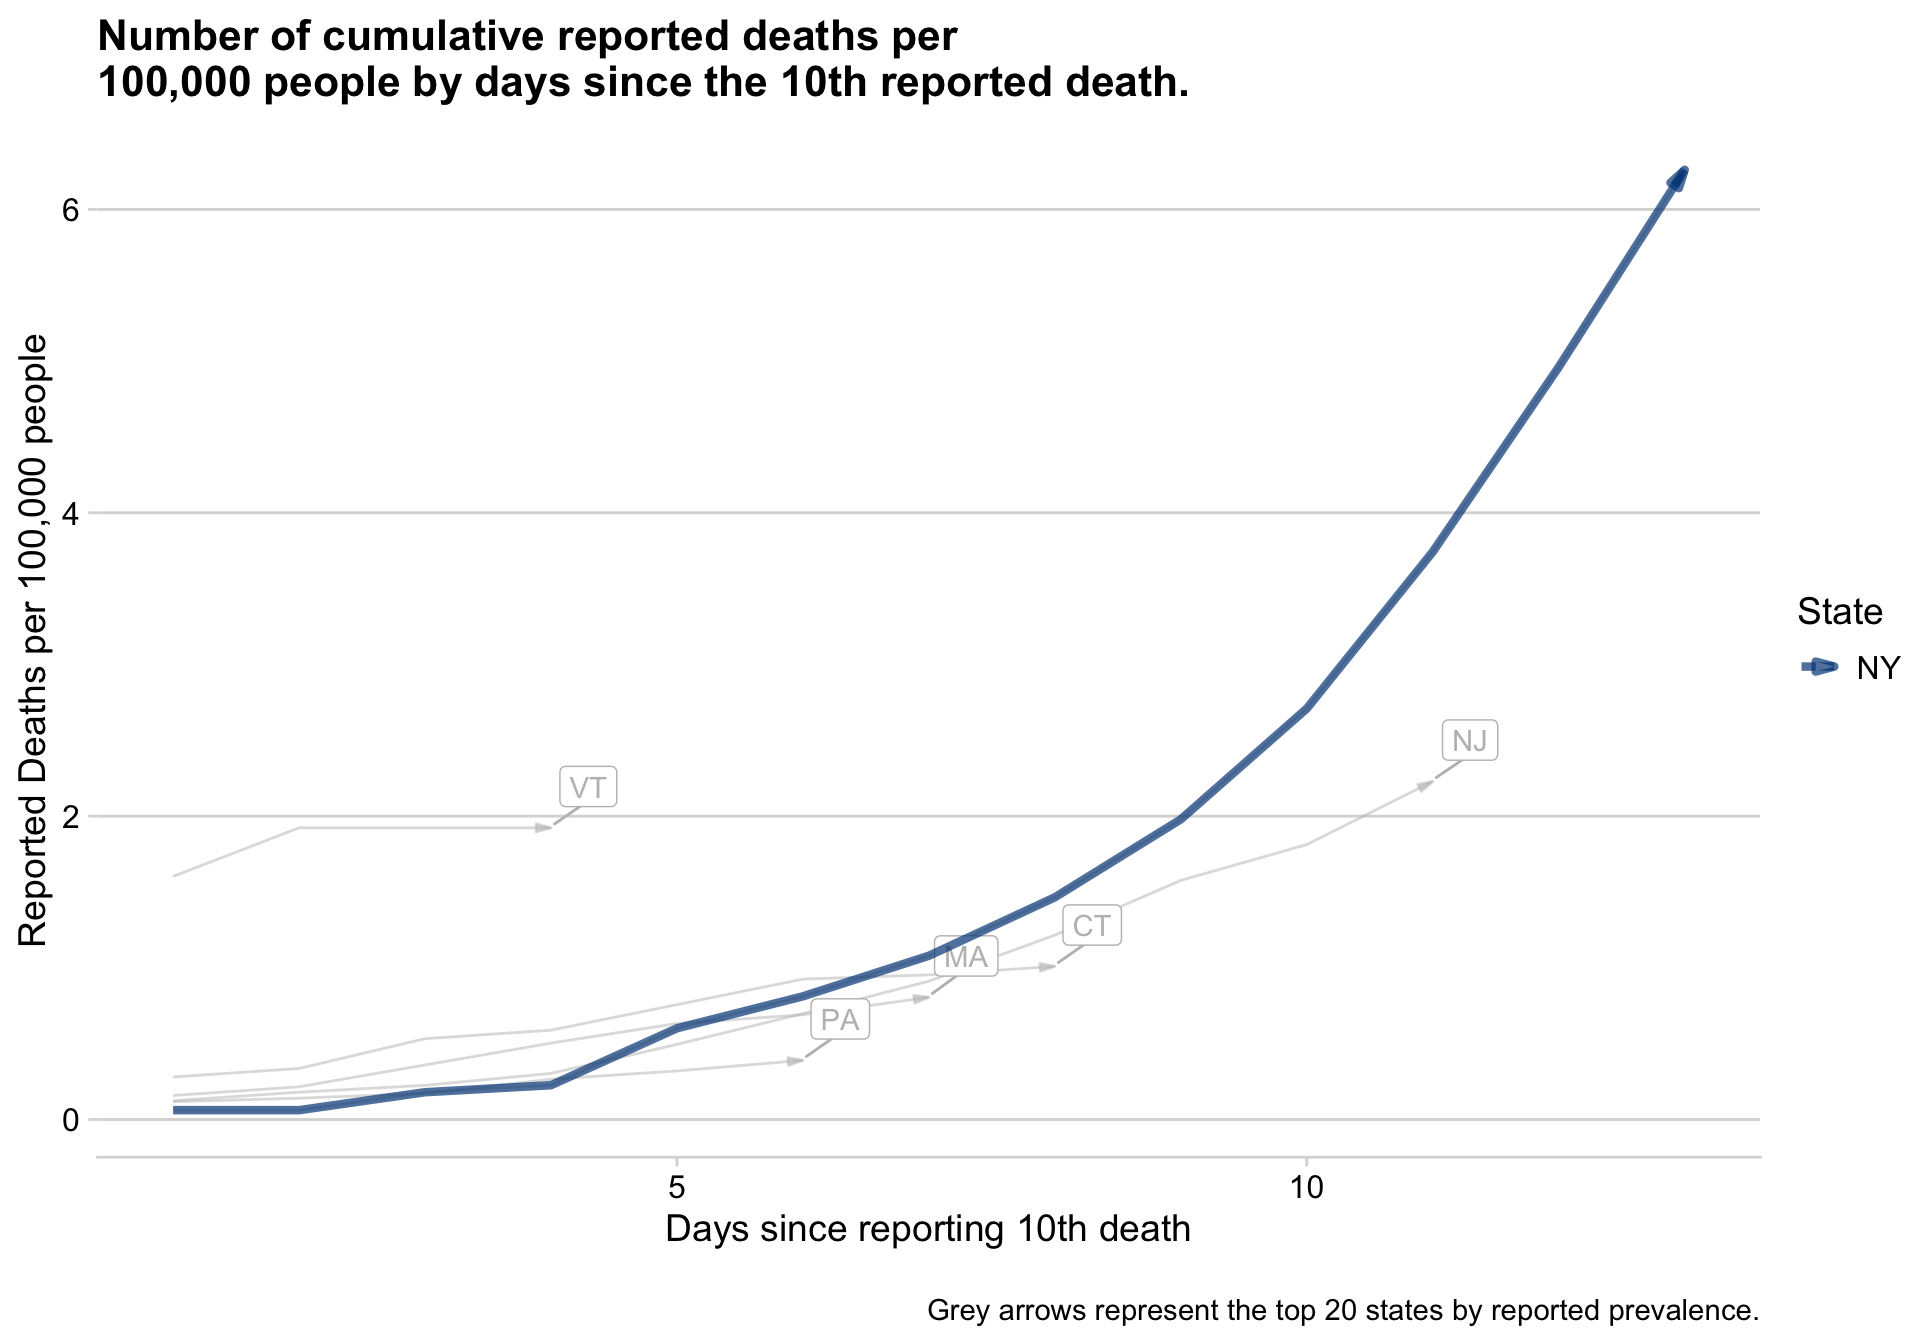 Number of cumulative reported deaths per
100,000 people by days since the 10th reported death.
Reported Deaths per 100,000 people
6
4
2
0
VT
NJ
CT
MA
PA
State
NY
5
10
Days since reporting 10th death
Grey arrows represent the top 20 states by reported prevalence.